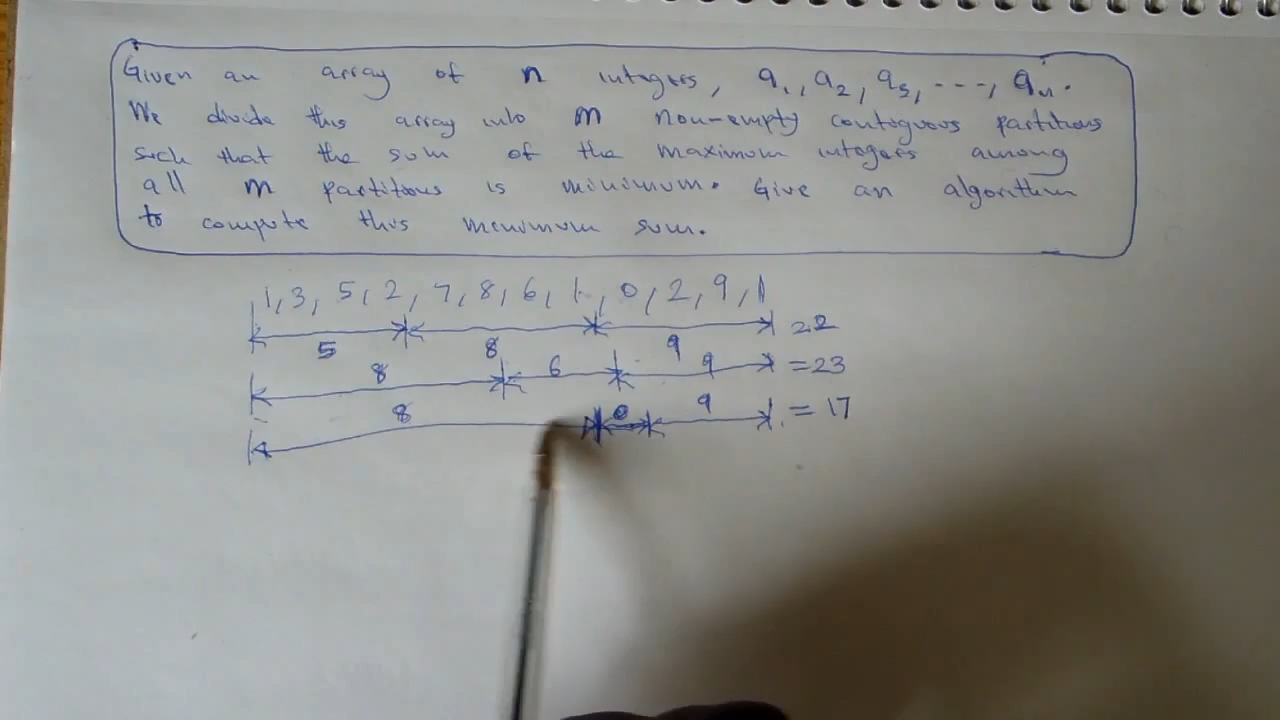 Given an array of n integers, a1, a2, a3, ---, an.
We divide this array into m non-empty contiguous partitions
such that the sum of the maximum integers among
all m partitions is minimum. Give an algorithm
to compute this minimum sum.
1, 3, 5, 2, 7, 8, 6, 1, 0, 2, 9, 1
5 8 9 = 22
8 6 9 = 23
8 0 9 = 17